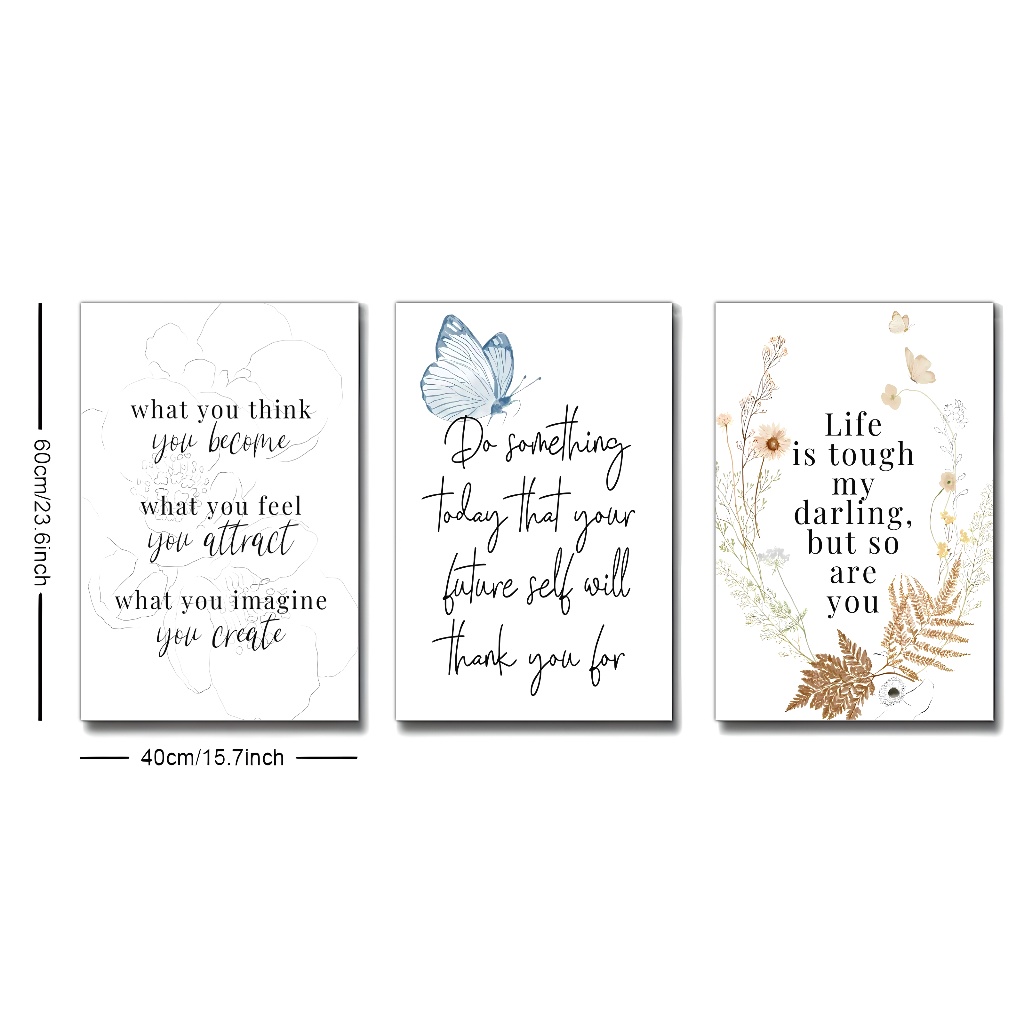 what you think
you become
what you feel
you attract
what you imagine
you create
Do something
today that your
future self will
thank you for
Life
is tough
my
darling,
but so
are
you
60cm/23.6inch
40cm/15.7inch